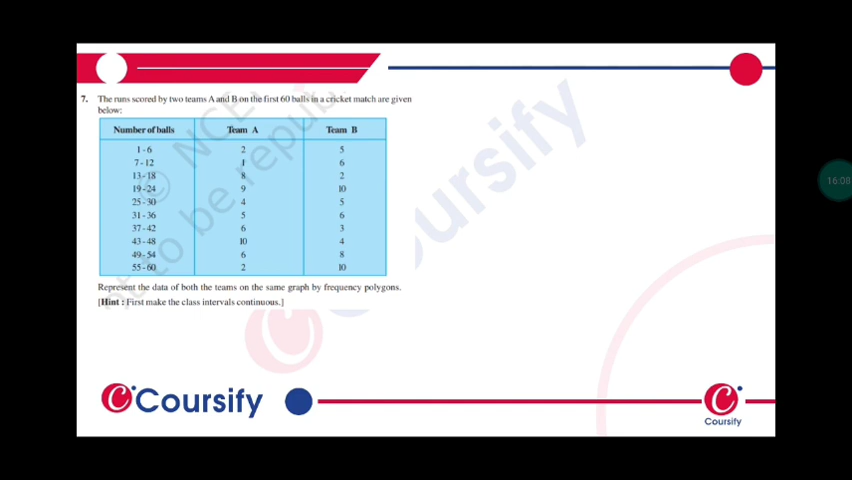 7. The runs scored by two teams A and B on the first 60 balls in a cricket match are given
below:
Number of balls Team A Team B
1 - 6 2 5
7 - 12 1 6
13 - 18 8 2
19 - 24 9 10
25 - 30 4 5
31 - 36 5 6
37 - 42 6 3
43 - 48 10 4
49 - 54 6 8
55 - 60 2 10
Represent the data of both the teams on the same graph by frequency polygons.
[Hint : First make the class intervals continuous.]
16:08
Coursify
Coursify